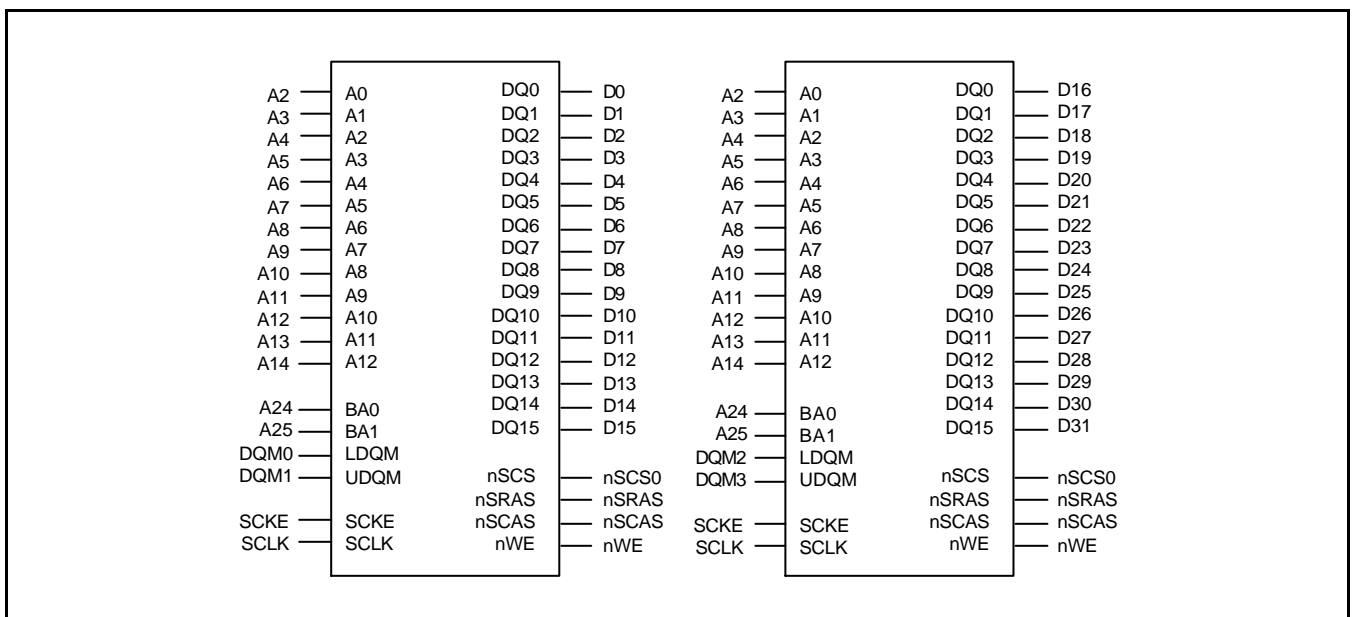 A2 A0 DQ0 D0
A3 A1 DQ1 D1
A4 A2 DQ2 D2
A5 A3 DQ3 D3
A6 A4 DQ4 D4
A7 A5 DQ5 D5
A8 A6 DQ6 D6
A9 A7 DQ7 D7
A10 A8 DQ8 D8
A11 A9 DQ9 D9
A12 A10 DQ10 D10
A13 A11 DQ11 D11
A14 A12 DQ12 D12
DQ13 D13
A24 BA0 DQ14 D14
A25 BA1 DQ15 D15
DQM0 LDQM
DQM1 UDQM nSCS nSCS0
nSRAS nSRAS
SCKE SCKE nSCAS nSCAS
SCLK SCLK nWE nWE
A2 A0 DQ0 D16
A3 A1 DQ1 D17
A4 A2 DQ2 D18
A5 A3 DQ3 D19
A6 A4 DQ4 D20
A7 A5 DQ5 D21
A8 A6 DQ6 D22
A9 A7 DQ7 D23
A10 A8 DQ8 D24
A11 A9 DQ9 D25
A12 A10 DQ10 D26
A13 A11 DQ11 D27
A14 A12 DQ12 D28
DQ13 D29
A24 BA0 DQ14 D30
A25 BA1 DQ15 D31
DQM2 LDQM
DQM3 UDQM nSCS nSCS0
nSRAS nSRAS
SCKE SCKE nSCAS nSCAS
SCLK SCLK nWE nWE